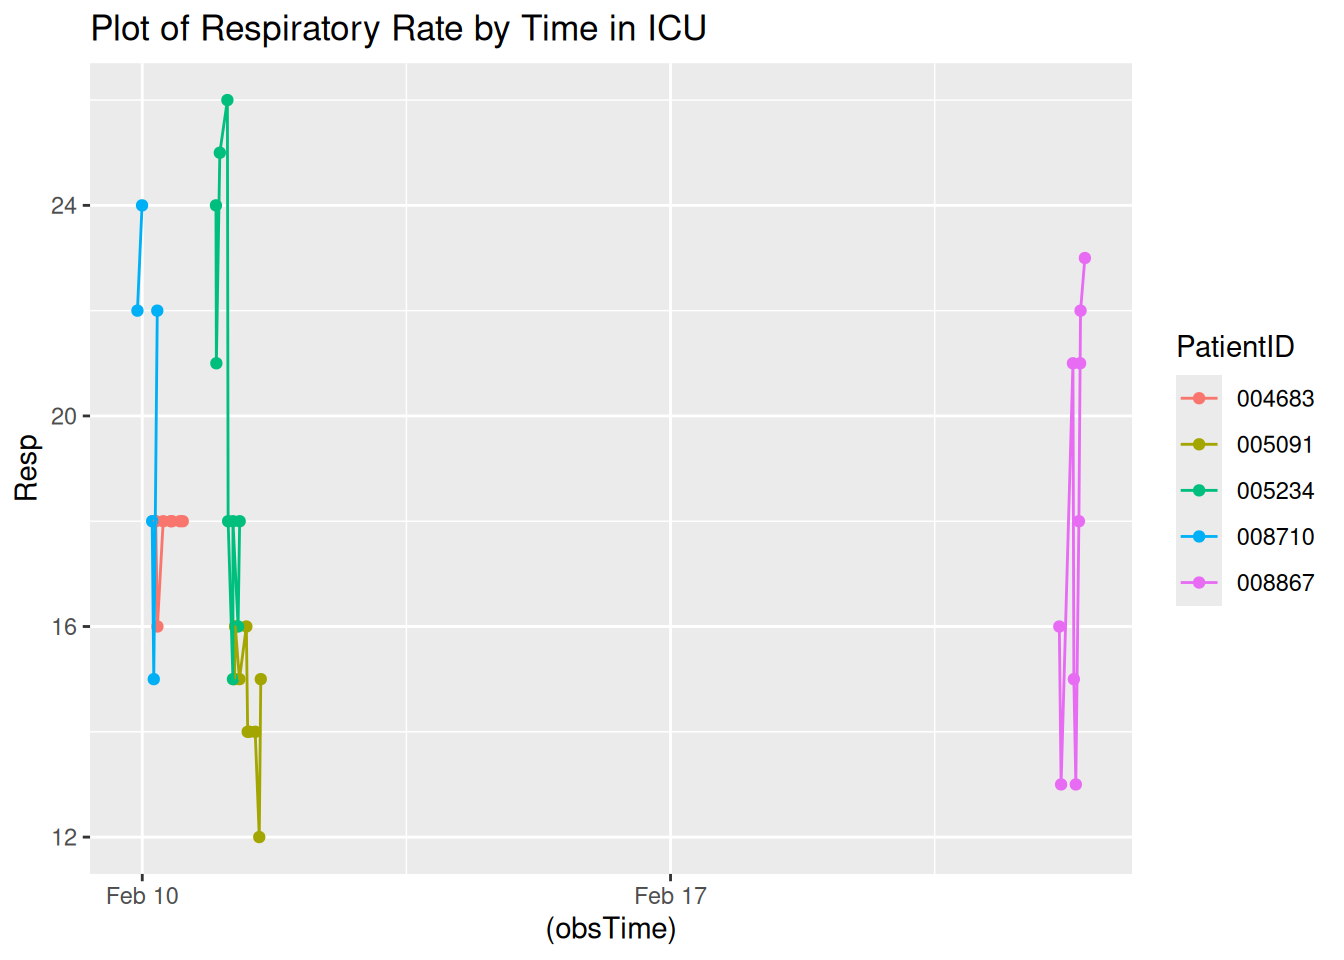 Plot of Respiratory Rate by Time in ICU
24
20
16
12
Resp
Feb 10
Feb 17
(obsTime)
PatientID
004683
005091
005234
008710
008867